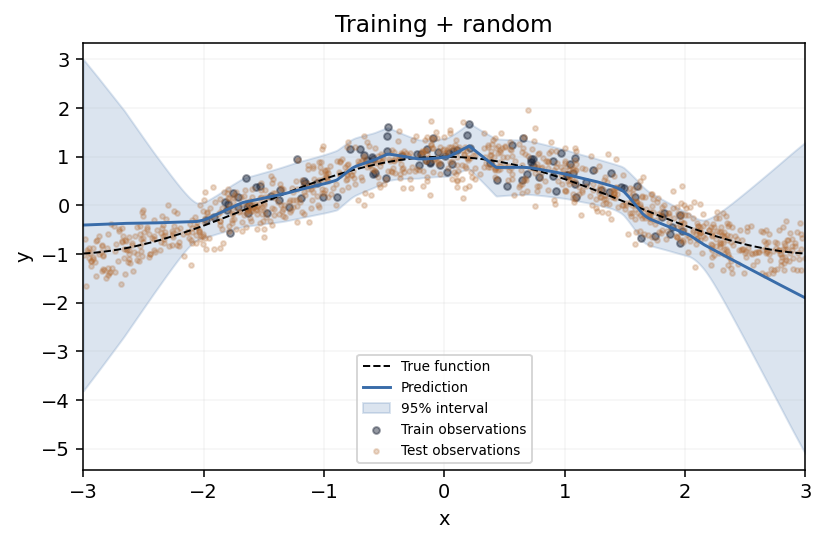 Training + random
3
2
1
0
−1
−2
−3
−4
−5
y
True function
Prediction
95% interval
Train observations
Test observations
−3 −2 −1 0 1 2 3
x